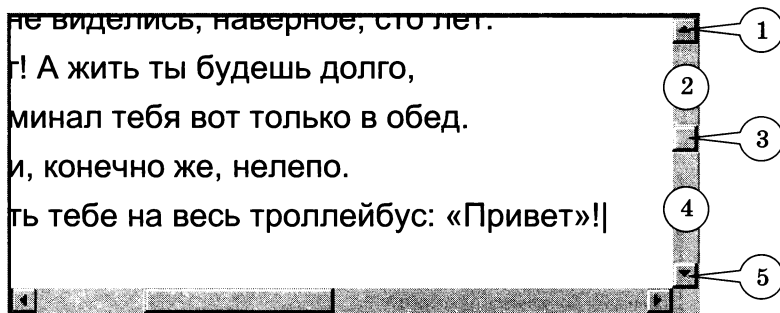 не виделись, наверное, сто лет.
т! А жить ты будешь долго,
минал тебя вот только в обед.
и, конечно же, нелепо.
ть тебе на весь троллейбус: «Привет»!
1
2
3
4
5